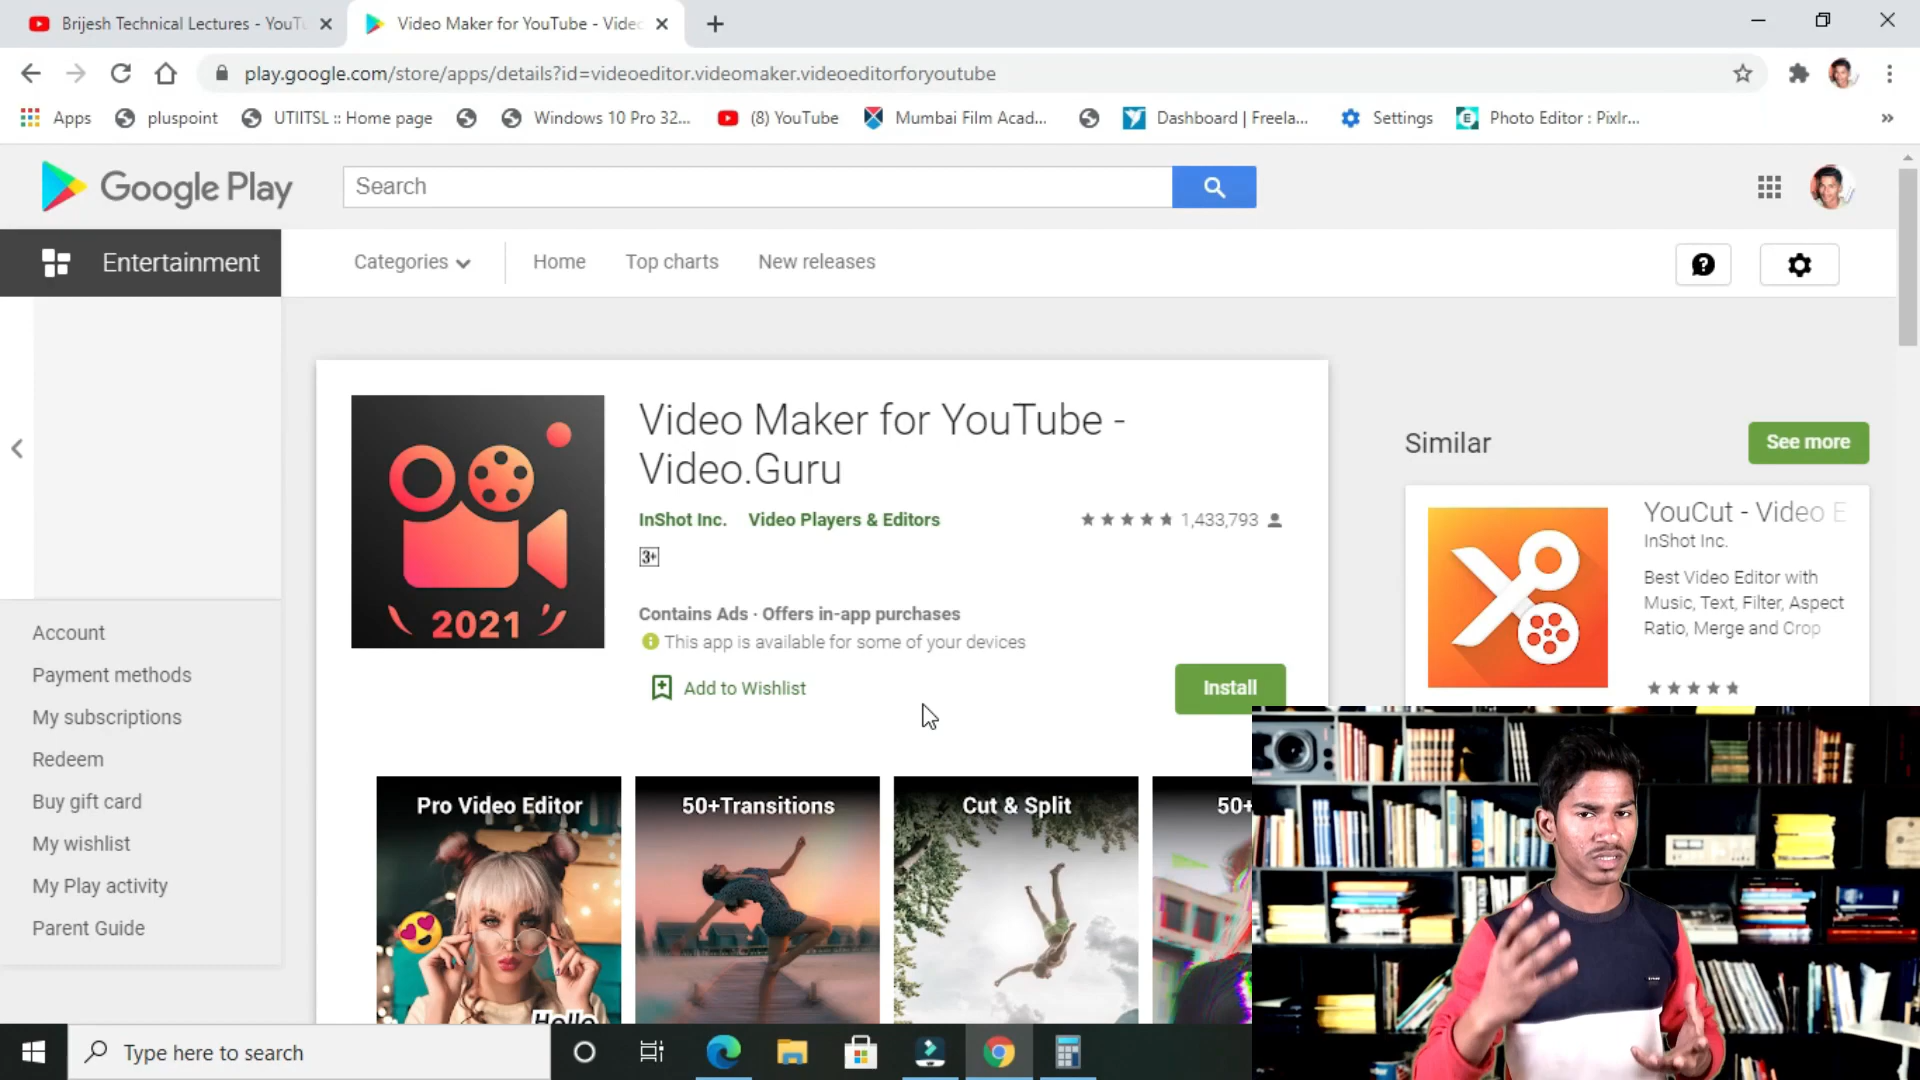 Brijesh Technical Lectures - YouT
Video Maker for YouTube - Video
play.google.com/store/apps/details?id=videoeditor.videomaker.videoeditorforyoutube
Apps
pluspoint
UTIITSL :: Home page
Windows 10 Pro 32...
(8) YouTube
Mumbai Film Acad...
Dashboard | Freela...
Settings
Photo Editor : Pixlr...
»
Google Play
Search
Entertainment
Categories
Home
Top charts
New releases
Video Maker for YouTube -
Video.Guru
InShot Inc.
Video Players & Editors
1,433,793
3+
Contains Ads · Offers in-app purchases
This app is available for some of your devices
Add to Wishlist
Install
2021
Similar
See more
YouCut - Video E
InShot Inc.
Best Video Editor with
Music, Text, Filter, Aspect
Ratio, Merge and Crop
Account
Payment methods
My subscriptions
Redeem
Buy gift card
My wishlist
My Play activity
Parent Guide
Pro Video Editor
Hello
50+Transitions
Cut & Split
50+
Type here to search